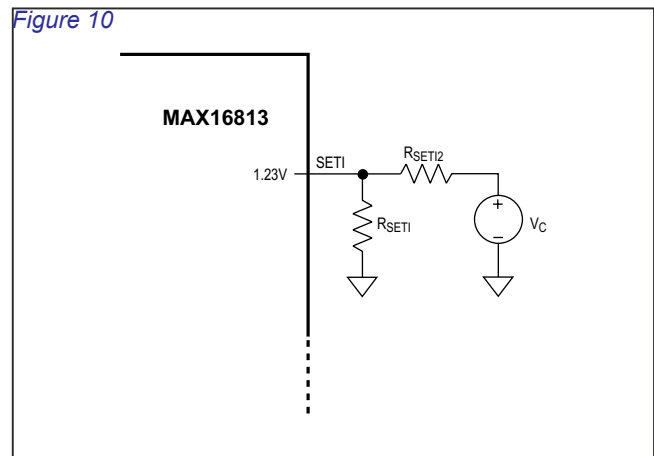 Figure 10
MAX16813
1.23V
SETI
RSETI2
RSETI
+
−
VC